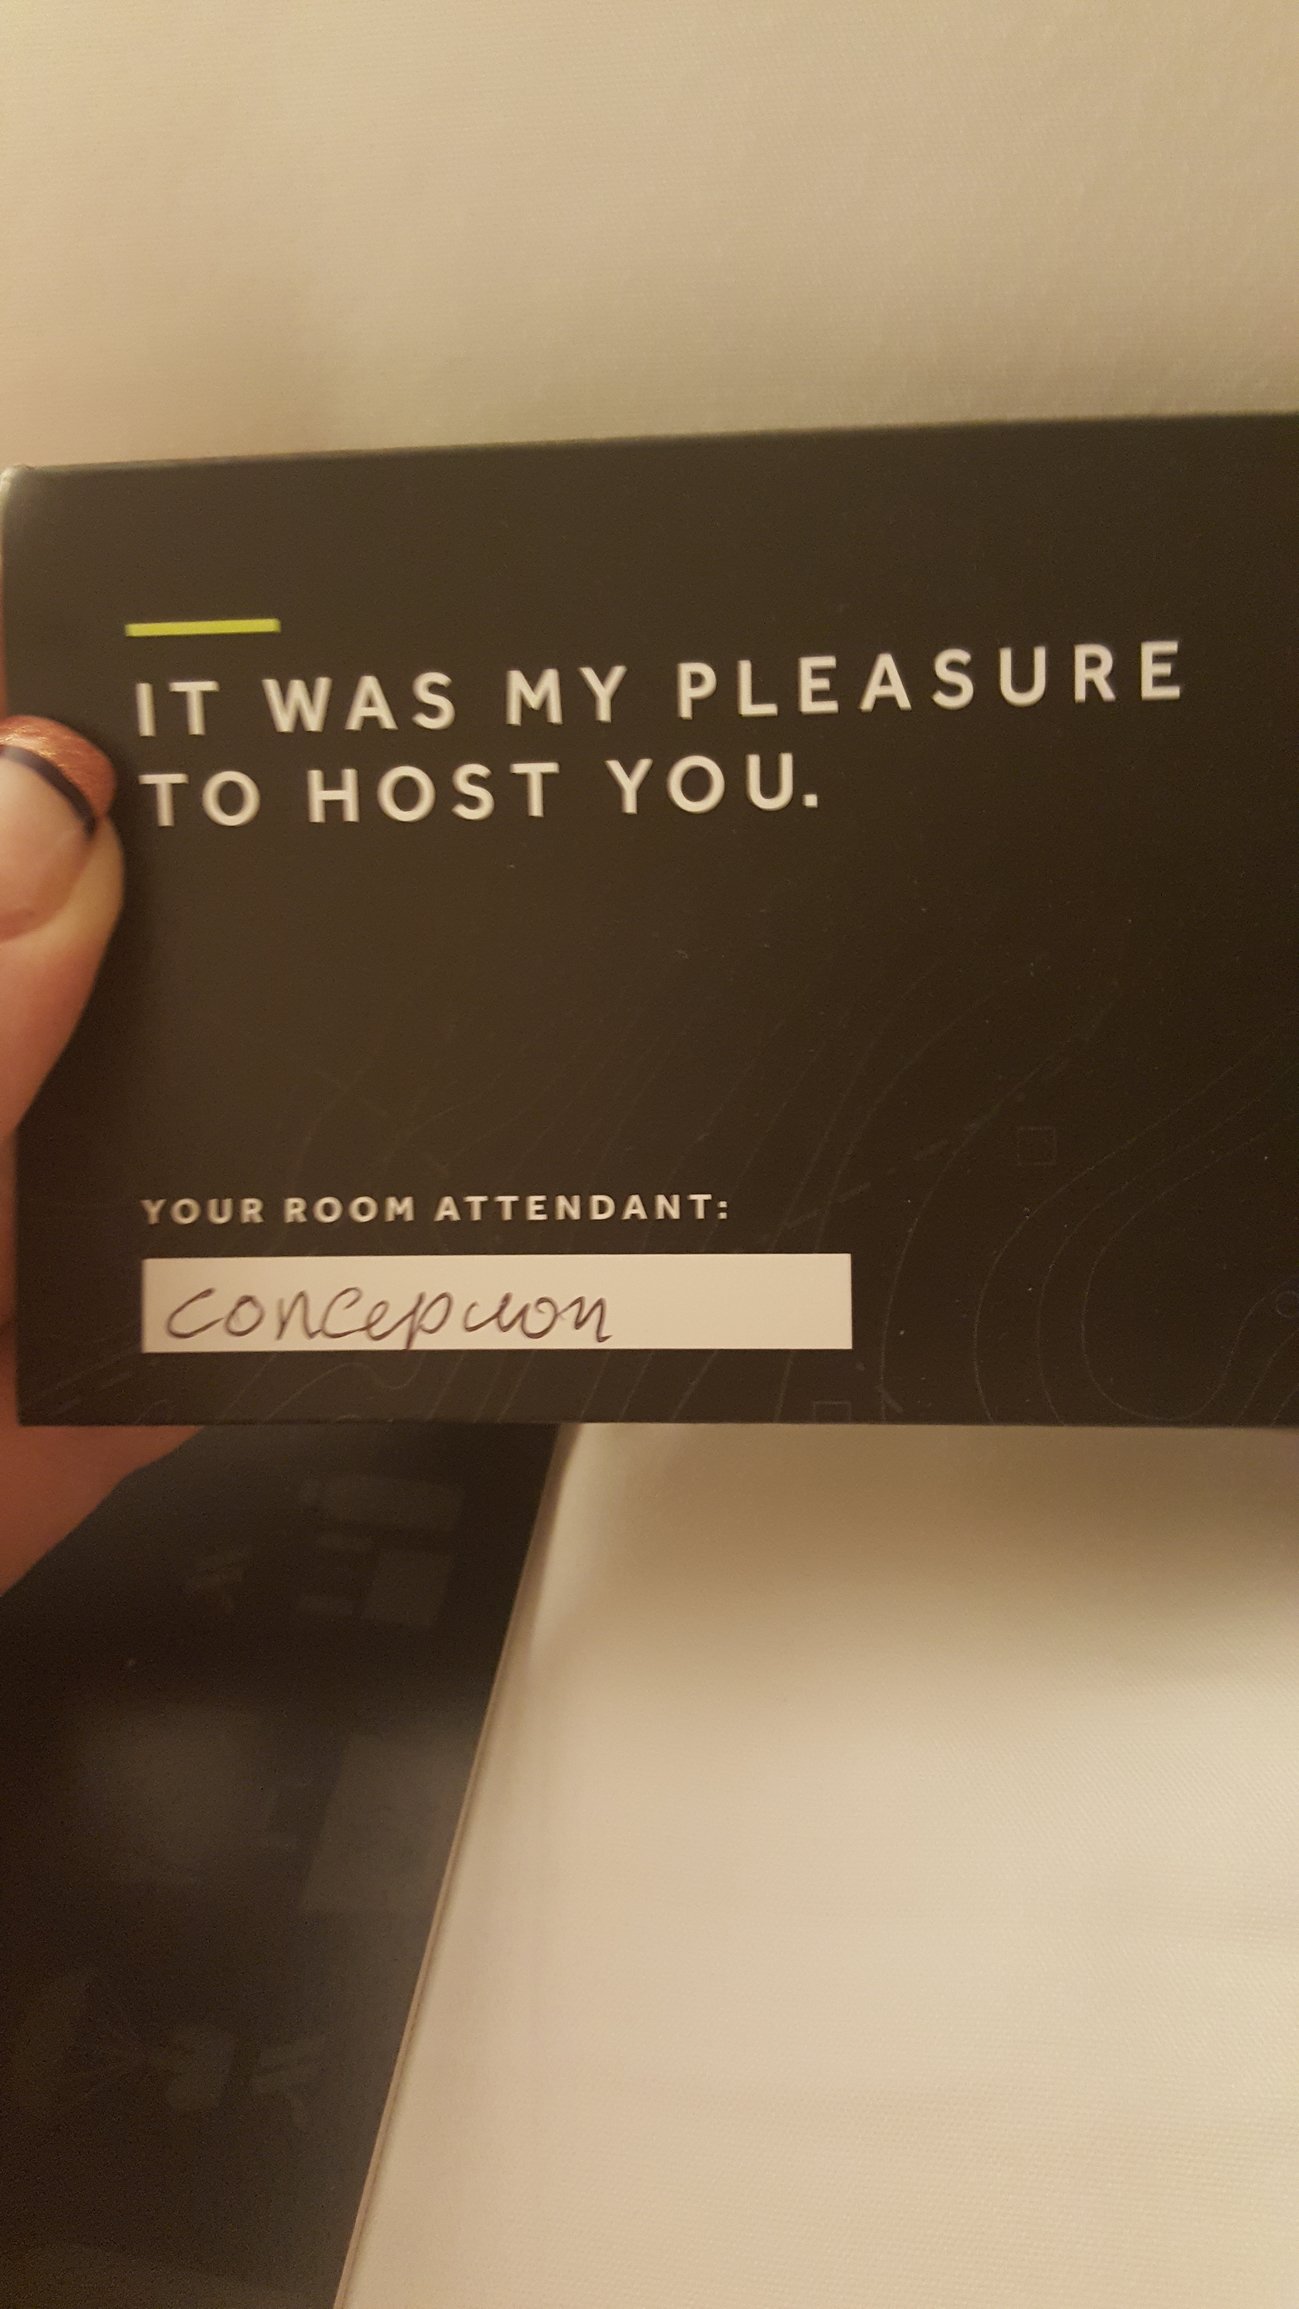 IT WAS MY PLEASURE
TO HOST YOU.
YOUR ROOM ATTENDANT:
concepcion